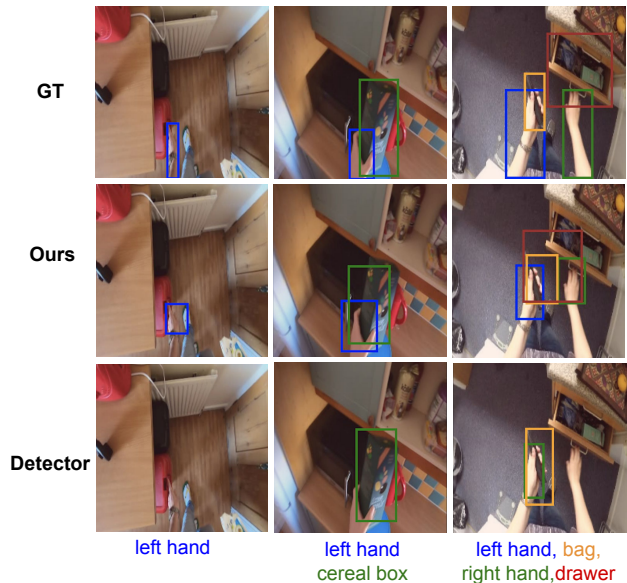 GT
Ours
Detector
left hand
left hand
cereal box
left hand, bag,
right hand,drawer